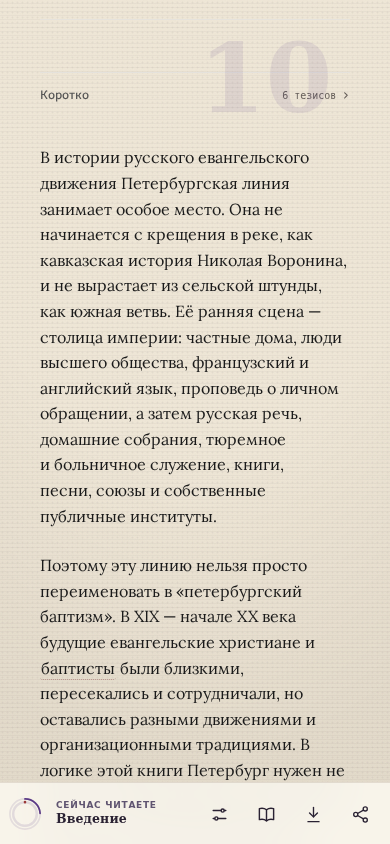 10
Коротко
6 тезисов >
В истории русского евангельского
движения Петербургская линия
занимает особое место. Она не
начинается с крещения в реке, как
кавказская история Николая Воронина,
и не вырастает из сельской штунды,
как южная ветвь. Её ранняя сцена —
столица империи: частные дома, люди
высшего общества, французский и
английский язык, проповедь о личном
обращении, а затем русская речь,
домашние собрания, тюремное
и больничное служение, книги,
песни, союзы и собственные
публичные институты.
Поэтому эту линию нельзя просто
переименовать в «петербургский
баптизм». В XIX — начале XX века
будущие евангельские христиане и
баптисты были близкими,
пересекались и сотрудничали, но
оставались разными движениями и
организационными традициями. В
логике этой книги Петербург нужен не
СЕЙЧАС ЧИТАЕТЕ
Введение